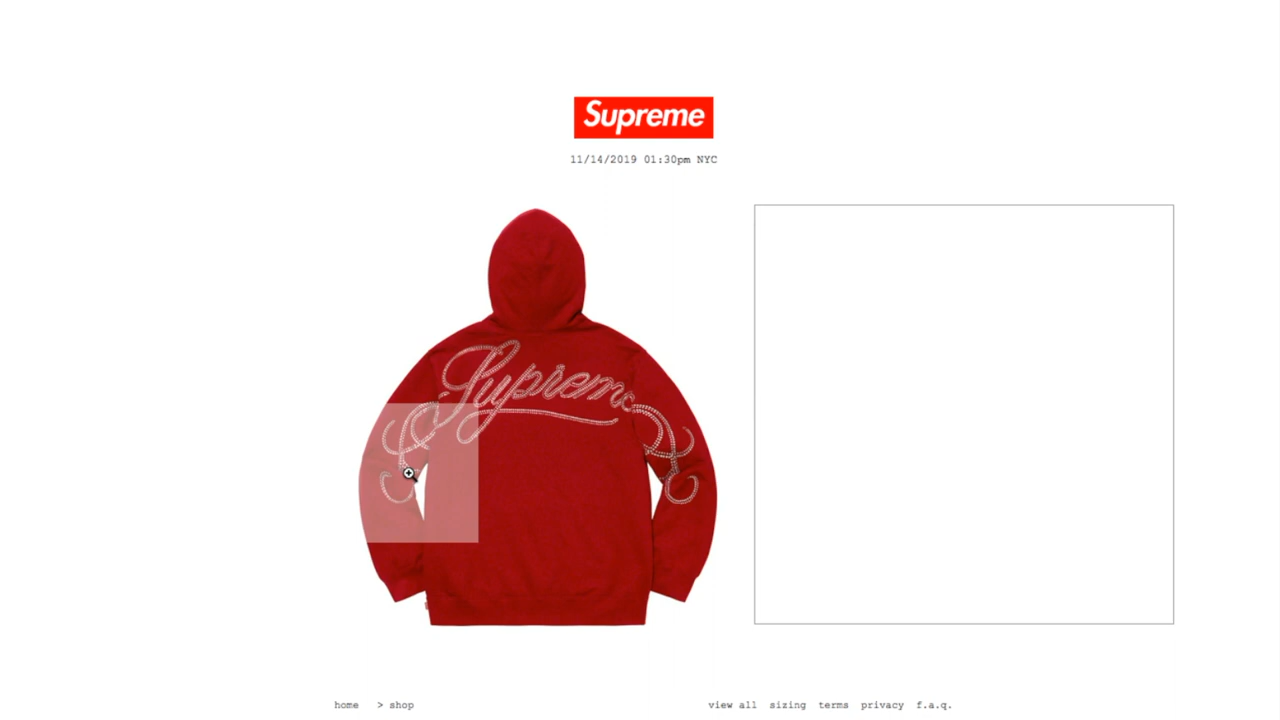 Supreme
11/14/2019 01:30pm NYC
Supreme
home > shop
view all sizing terms privacy f.a.q.